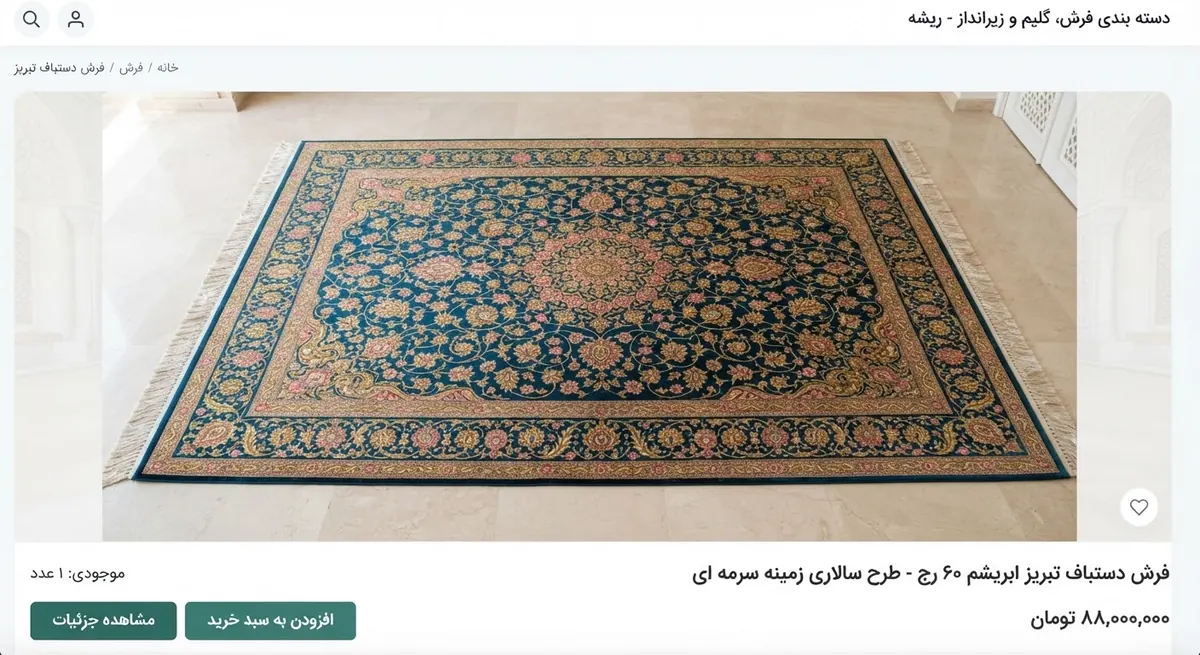 دسته بندی فرش، گلیم و زیرانداز - ریشه
خانه / فرش / فرش دستباف تبریز
فرش دستباف تبریز ابریشم ۶۰ رج - طرح سالاری زمینه سرمه ای
موجودی: ۱ عدد
۸۸,۰۰۰,۰۰۰ تومان
افزودن به سبد خرید
مشاهده جزئیات